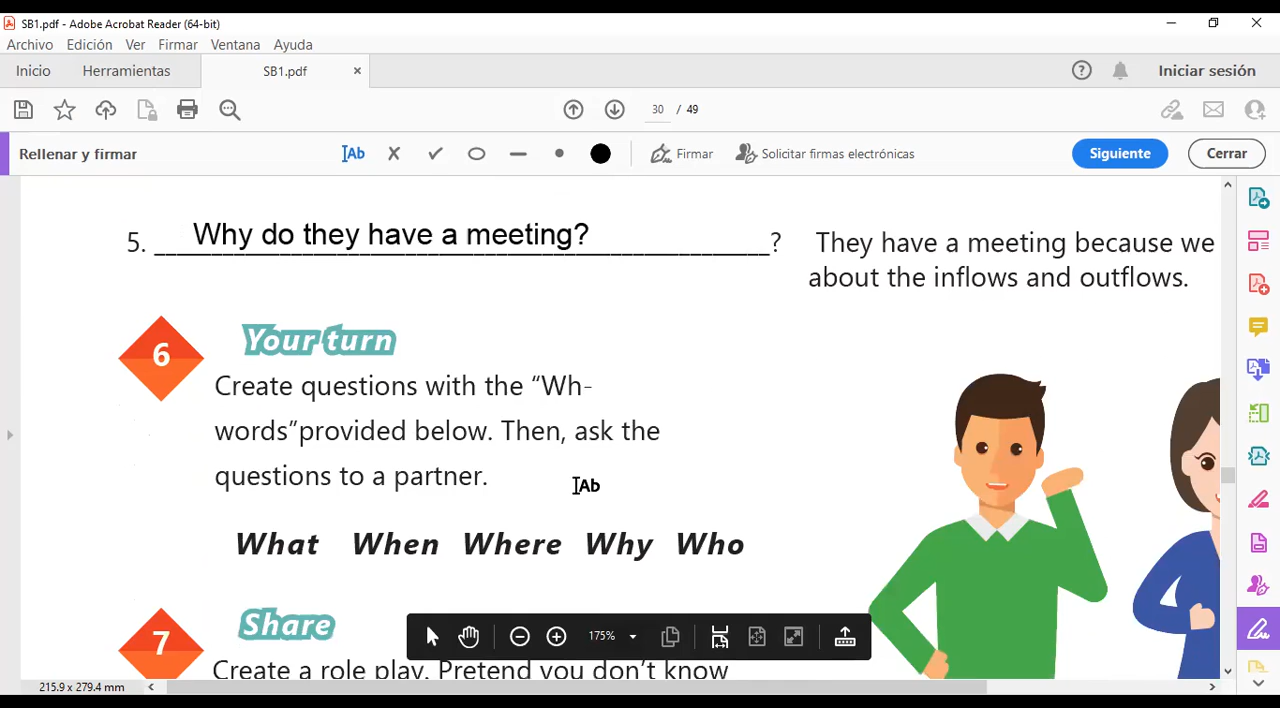 SB1.pdf - Adobe Acrobat Reader (64-bit)
Archivo Edición Ver Firmar Ventana Ayuda
Inicio Herramientas SB1.pdf × ? Iniciar sesión
30 / 49
Rellenar y firmar Ab Firmar Solicitar firmas electrónicas Siguiente Cerrar
5. Why do they have a meeting? ? They have a meeting because we
about the inflows and outflows.
6 Your turn
Create questions with the “Wh-
words”provided below. Then, ask the
questions to a partner.
Ab
What When Where Why Who
7 Share
175%
Create a role play. Pretend you don’t know
215.9 x 279.4 mm